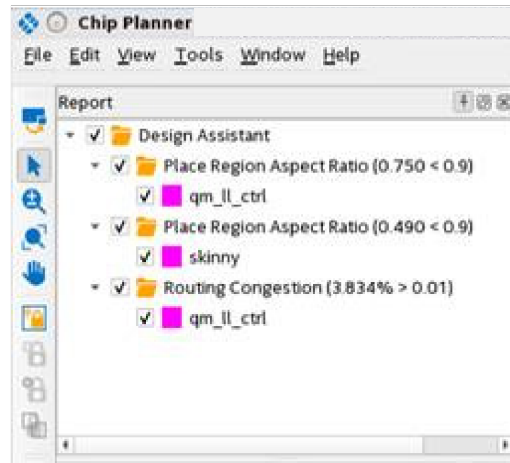 Chip Planner
File Edit View Tools Window Help
Report
Design Assistant
Place Region Aspect Ratio (0.750 < 0.9)
qm_ll_ctrl
Place Region Aspect Ratio (0.490 < 0.9)
skinny
Routing Congestion (3.834% > 0.01)
qm_ll_ctrl